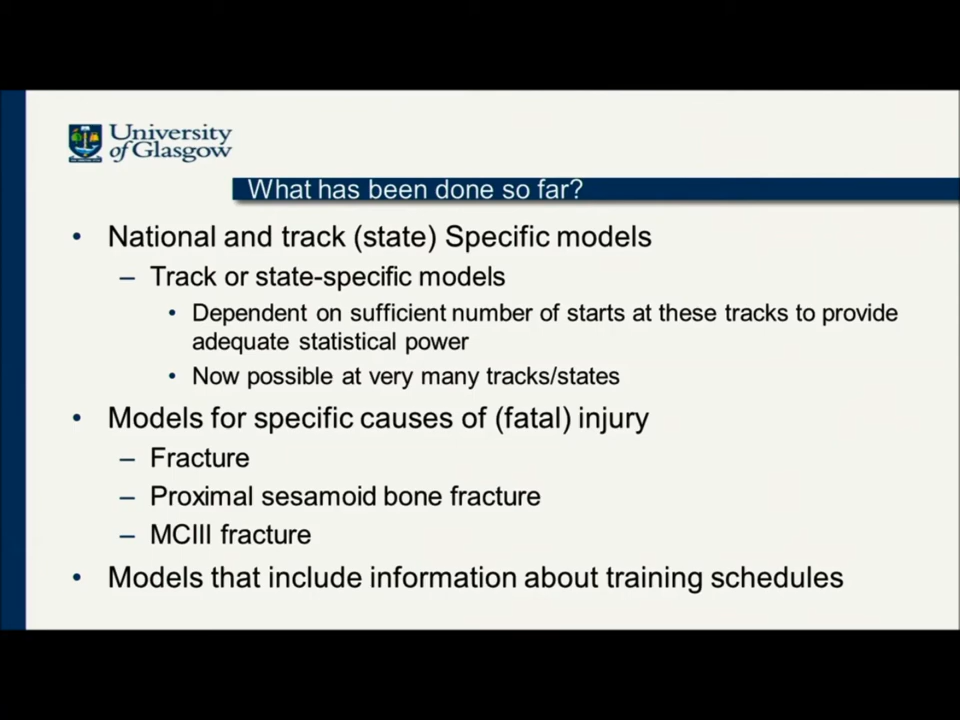 University
of Glasgow
What has been done so far?
• National and track (state) Specific models
– Track or state-specific models
• Dependent on sufficient number of starts at these tracks to provide
adequate statistical power
• Now possible at very many tracks/states
• Models for specific causes of (fatal) injury
– Fracture
– Proximal sesamoid bone fracture
– MCIII fracture
• Models that include information about training schedules